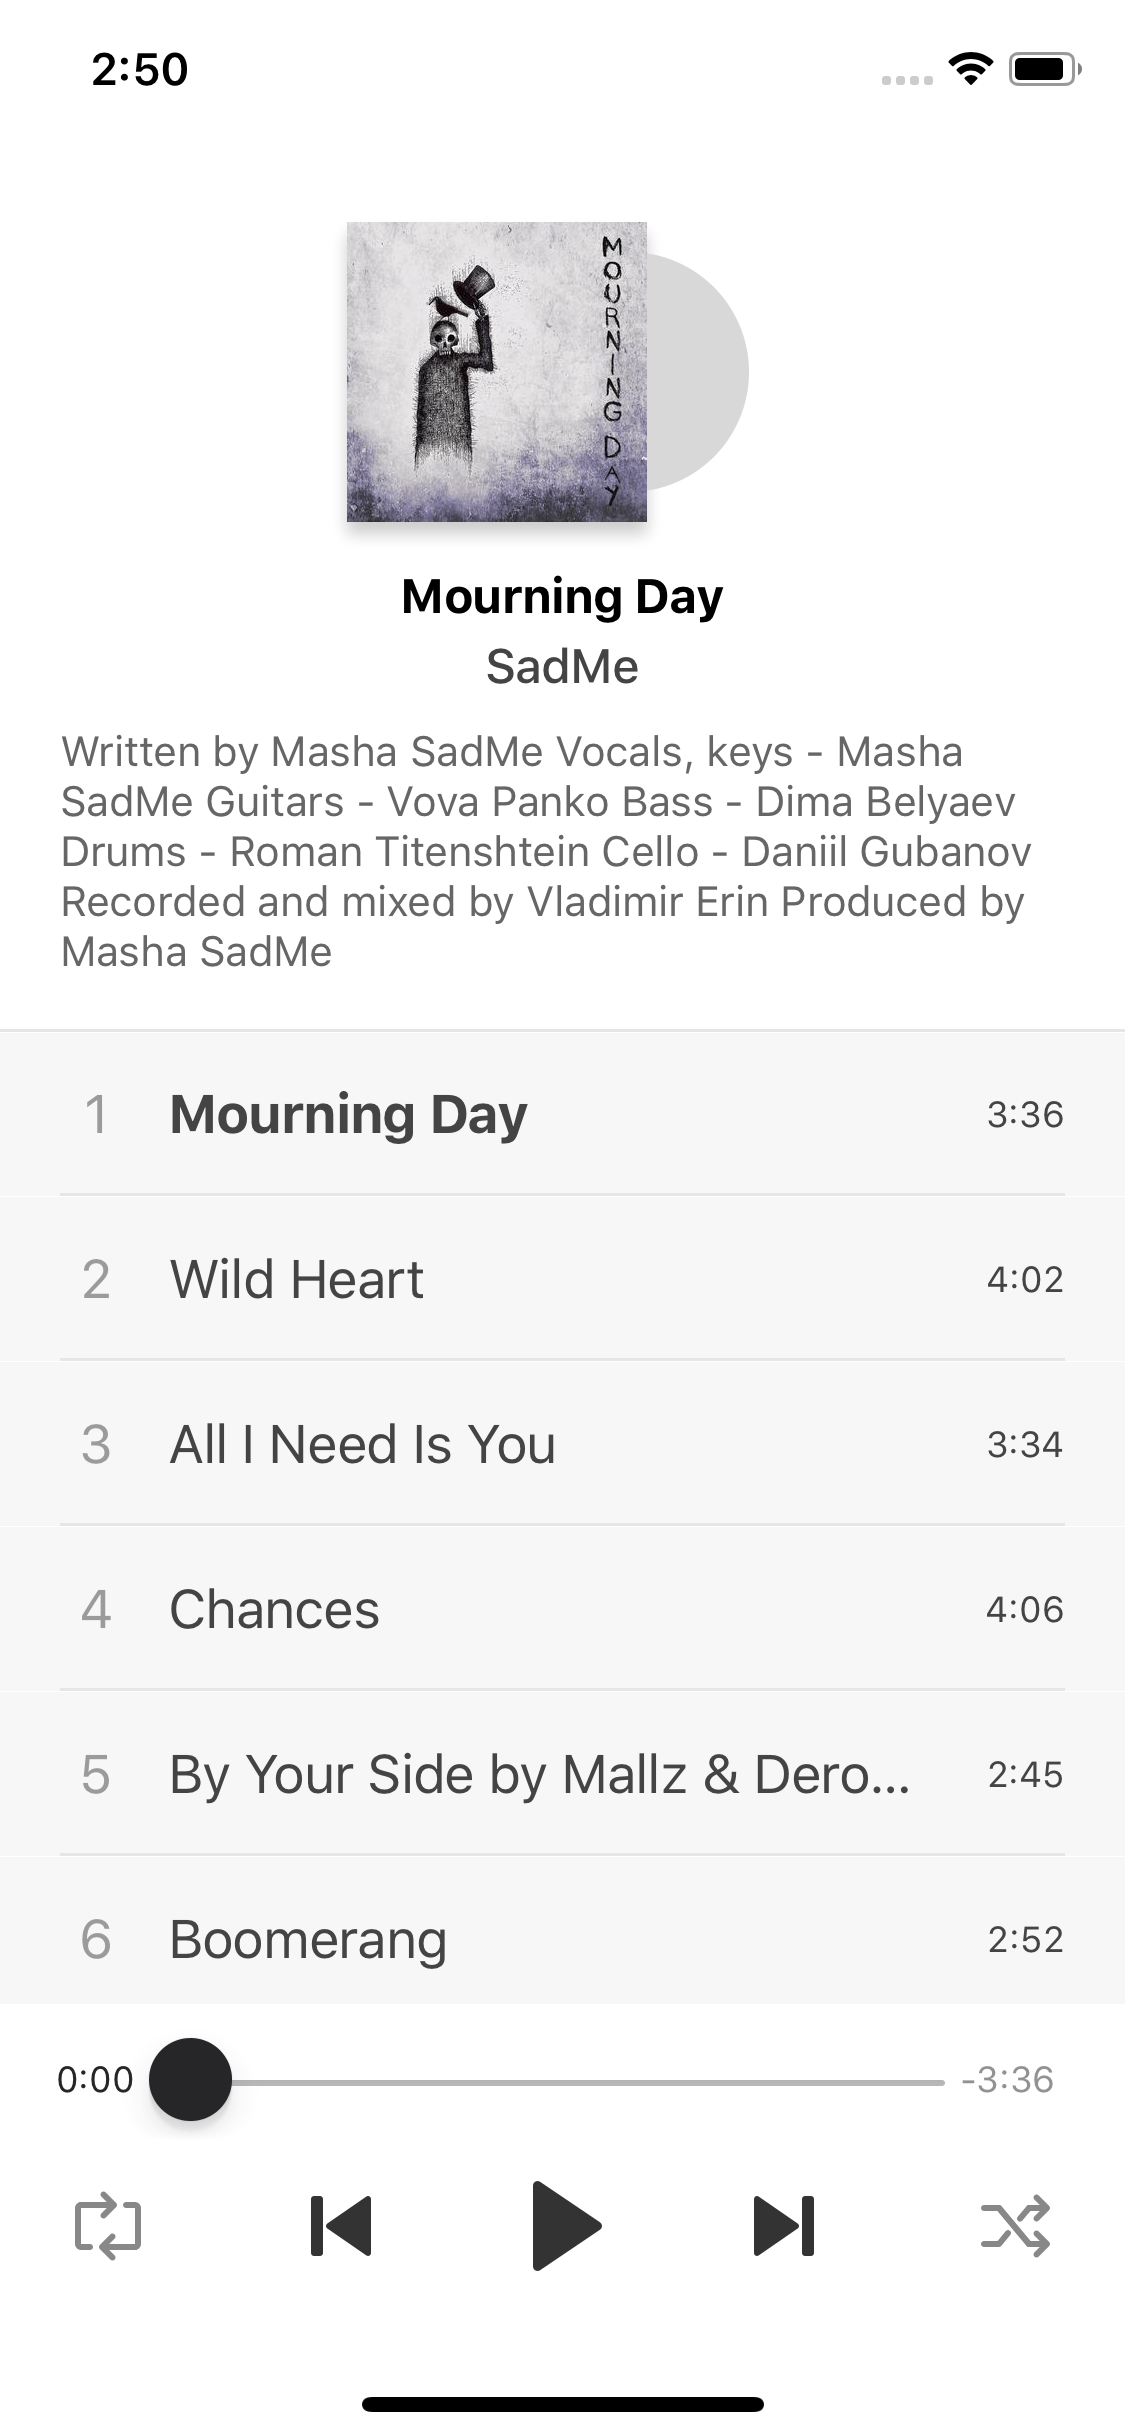 2:50
MOURNING DAY
Mourning Day
SadMe
Written by Masha SadMe Vocals, keys - Masha
SadMe Guitars - Vova Panko Bass - Dima Belyaev
Drums - Roman Titenshtein Cello - Daniil Gubanov
Recorded and mixed by Vladimir Erin Produced by
Masha SadMe
1 Mourning Day 3:36
2 Wild Heart 4:02
3 All I Need Is You 3:34
4 Chances 4:06
5 By Your Side by Mallz & Dero... 2:45
6 Boomerang 2:52
0:00 -3:36